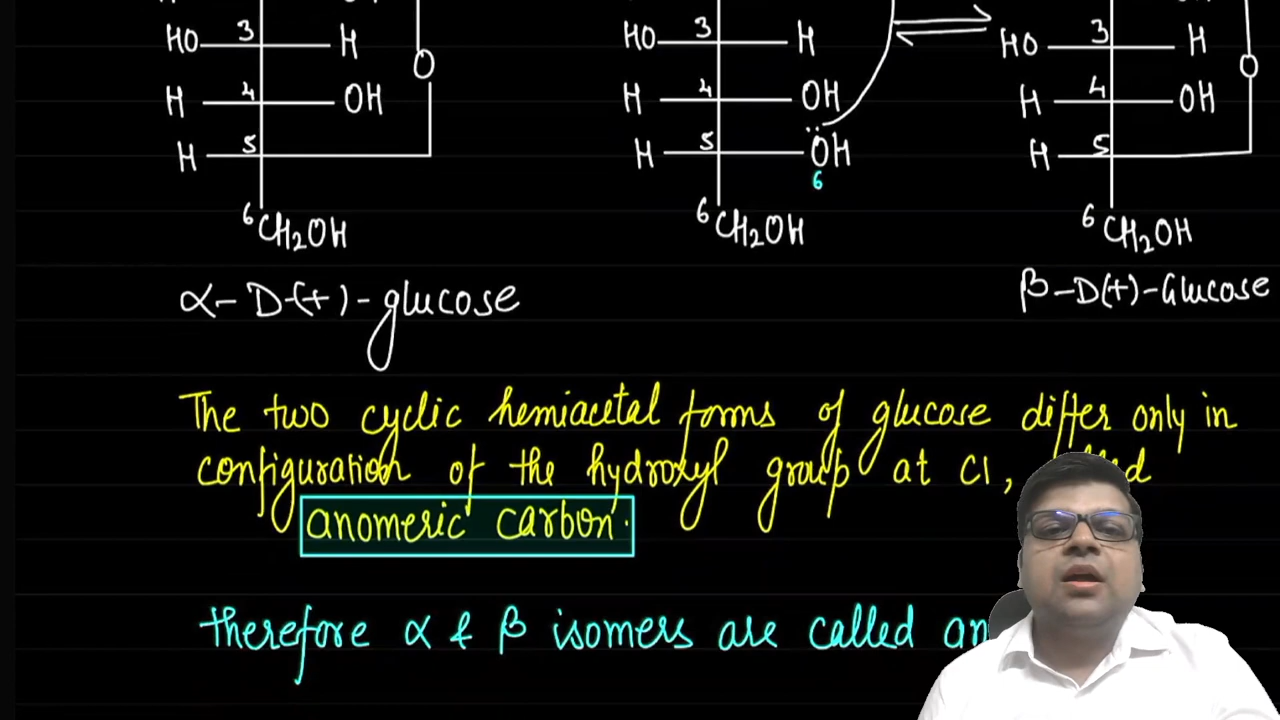 HO 3 H HO 3 H HO 3 H
O O
H 4 OH H 4 OH H 4 OH
H 5 H 5 OH H 5
6
6 CH2OH 6 CH2OH 6 CH2OH
α-D-(+)-glucose β-D(+)-Glucose
The two cyclic hemiacetal forms of glucose differ only in
configuration of the hydroxyl group at C1,
anomeric carbon.
therefore α & β isomers are called